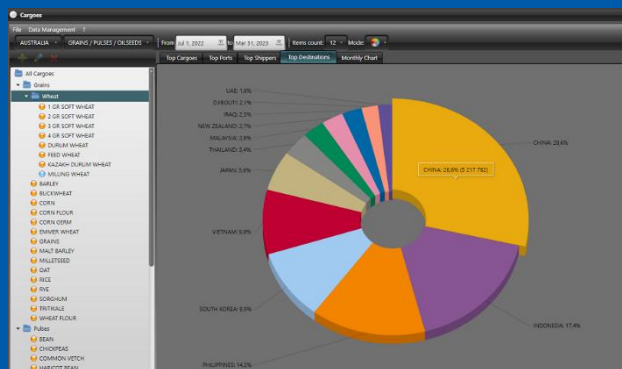 Cargoes
File Data Management ?
AUSTRALIA GRAINS / PULSES / OILSEEDS From Jul 1, 2022 to Mar 31, 2023 Items count: 12 Mode:
Top Cargoes Top Ports Top Shippers Top Destinations Monthly Chart
All Cargoes
Grains
Wheat
1 GR SOFT WHEAT
2 GR SOFT WHEAT
3 GR SOFT WHEAT
4 GR SOFT WHEAT
DURUM WHEAT
FEED WHEAT
KAZAKH DURUM WHEAT
MILLING WHEAT
BARLEY
BUCKWHEAT
CORN
CORN FLOUR
CORN GERM
EMMER WHEAT
GRAINS
MALT BARLEY
MILLETSEED
OAT
RICE
RYE
SORGHUM
TRITIKALE
WHEAT FLOUR
Pulses
BEAN
CHICKPEAS
COMMON VETCH
HARICOT BEAN
UAE: 1,6%
DJIBOUTI: 2,1%
IRAQ: 2,3%
NEW ZEALAND: 2,7%
MALAYSIA: 2,8%
THAILAND: 3,4%
JAPAN: 5,6%
VIETNAM:
SOUTH KOREA: 8,9%
PHILIPPINES: 14,2%
INDONESIA: 17,4%
CHINA:
CHINA: 28,6% (5 217 782)